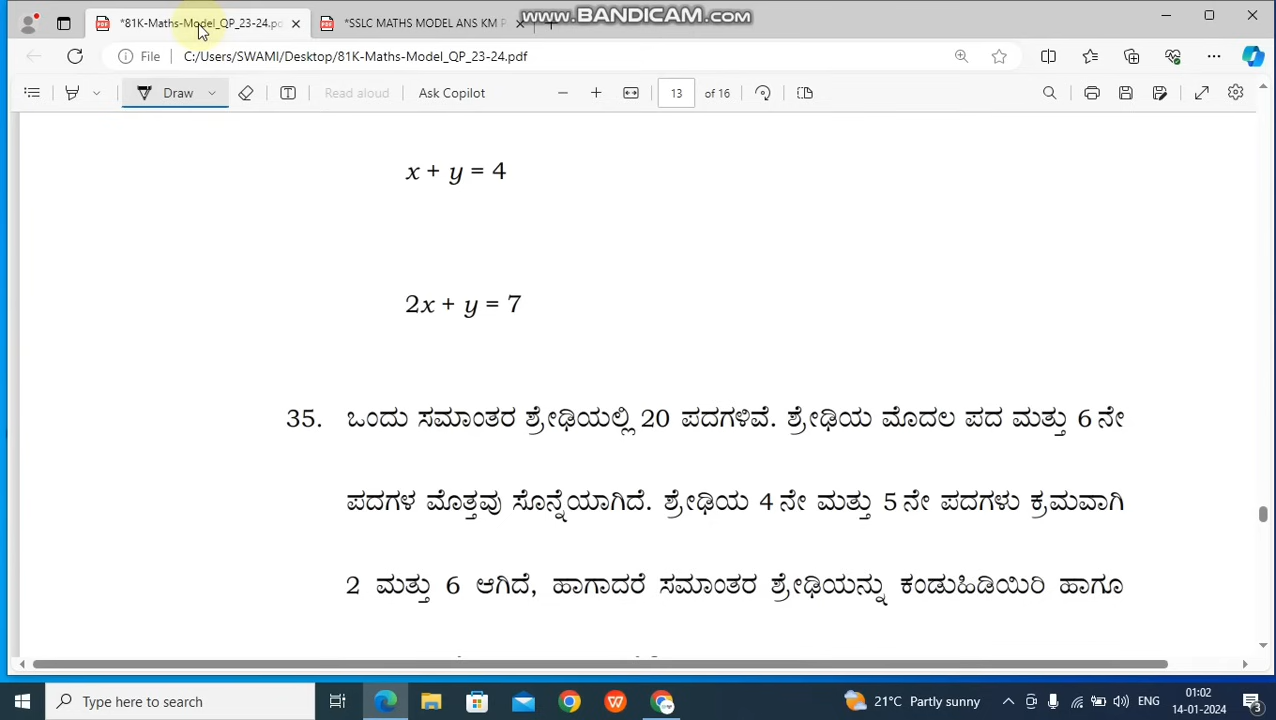 *81K-Maths-Model_QP_23-24.pd
*SSLC MATHS MODEL ANS KM P
www.BANDICAM.com
File
C:/Users/SWAMI/Desktop/81K-Maths-Model_QP_23-24.pdf
Draw
Read aloud
Ask Copilot
13
of 16
x + y = 4
2x + y = 7
35. ಒಂದು ಸಮಾಂತರ ಶ್ರೇಢಿಯಲ್ಲಿ 20 ಪದಗಳಿವೆ. ಶ್ರೇಢಿಯ ಮೊದಲ ಪದ ಮತ್ತು 6 ನೇ
ಪದಗಳ ಮೊತ್ತವು ಸೊನ್ನೆಯಾಗಿದೆ. ಶ್ರೇಢಿಯ 4 ನೇ ಮತ್ತು 5 ನೇ ಪದಗಳು ಕ್ರಮವಾಗಿ
2 ಮತ್ತು 6 ಆಗಿದೆ, ಹಾಗಾದರೆ ಸಮಾಂತರ ಶ್ರೇಢಿಯನ್ನು ಕಂಡುಹಿಡಿಯಿರಿ ಹಾಗೂ
Type here to search
21°C Partly sunny
ENG
01:02
14-01-2024
3